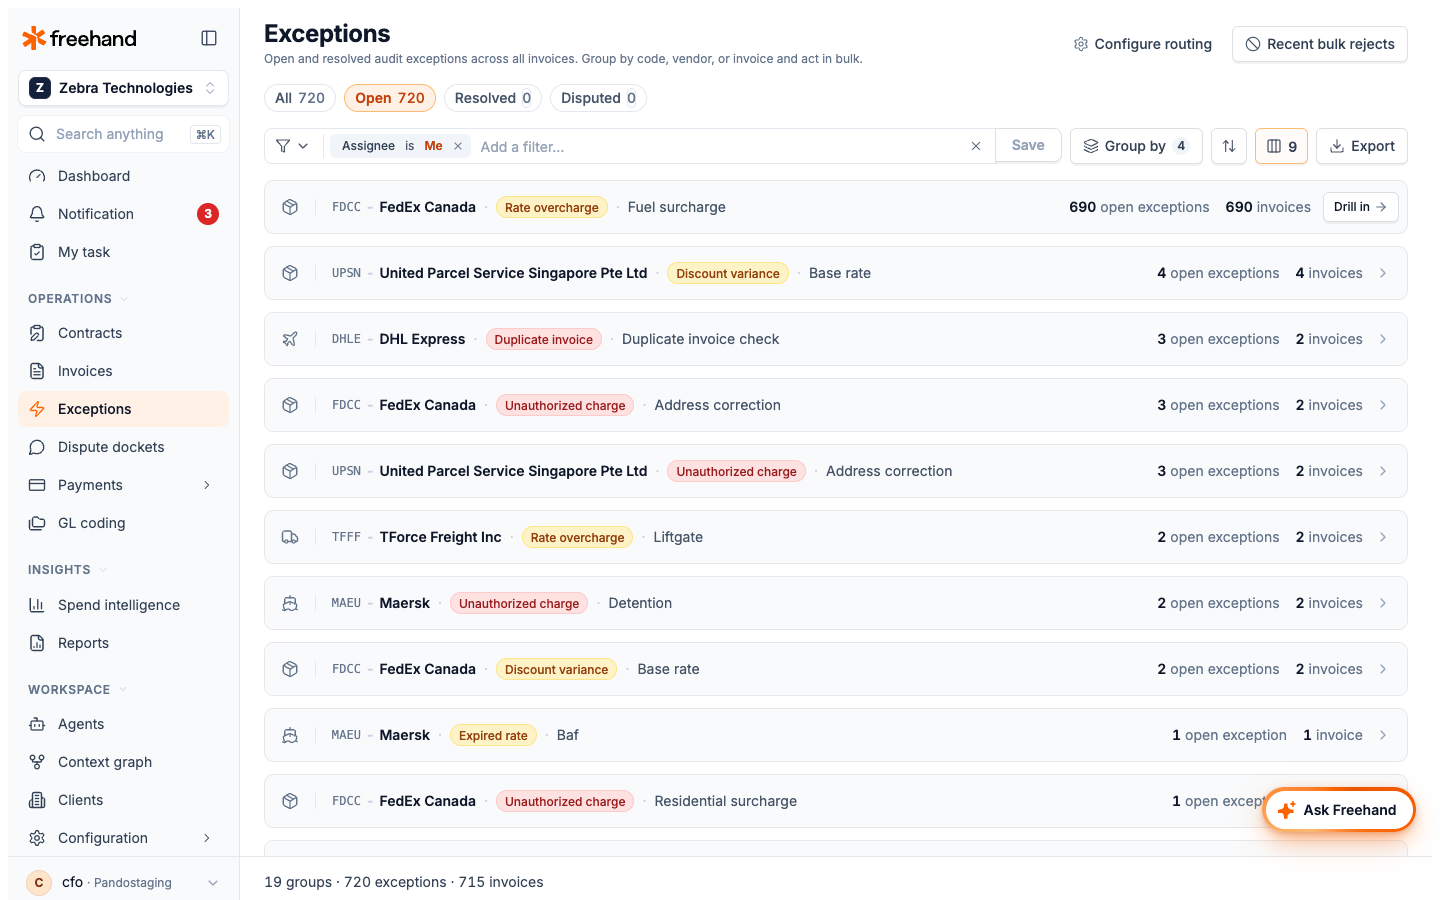 freehand
Z Zebra Technologies
Search anything ⌘K
Dashboard
Notification 3
My task
OPERATIONS
Contracts
Invoices
Exceptions
Dispute dockets
Payments
GL coding
INSIGHTS
Spend intelligence
Reports
WORKSPACE
Agents
Context graph
Clients
Configuration
C cfo · Pandostaging
Exceptions
Open and resolved audit exceptions across all invoices. Group by code, vendor, or invoice and act in bulk.
Configure routing
Recent bulk rejects
All 720 Open 720 Resolved 0 Disputed 0
Assignee is Me × Add a filter... × Save Group by 4 9 Export
FDCC - FedEx Canada · Rate overcharge · Fuel surcharge 690 open exceptions 690 invoices Drill in →
UPSN - United Parcel Service Singapore Pte Ltd · Discount variance · Base rate 4 open exceptions 4 invoices
DHLE - DHL Express · Duplicate invoice · Duplicate invoice check 3 open exceptions 2 invoices
FDCC - FedEx Canada · Unauthorized charge · Address correction 3 open exceptions 2 invoices
UPSN - United Parcel Service Singapore Pte Ltd · Unauthorized charge · Address correction 3 open exceptions 2 invoices
TFFF - TForce Freight Inc · Rate overcharge · Liftgate 2 open exceptions 2 invoices
MAEU - Maersk · Unauthorized charge · Detention 2 open exceptions 2 invoices
FDCC - FedEx Canada · Discount variance · Base rate 2 open exceptions 2 invoices
MAEU - Maersk · Expired rate · Baf 1 open exception 1 invoice
FDCC - FedEx Canada · Unauthorized charge · Residential surcharge 1 open
Ask Freehand
19 groups · 720 exceptions · 715 invoices